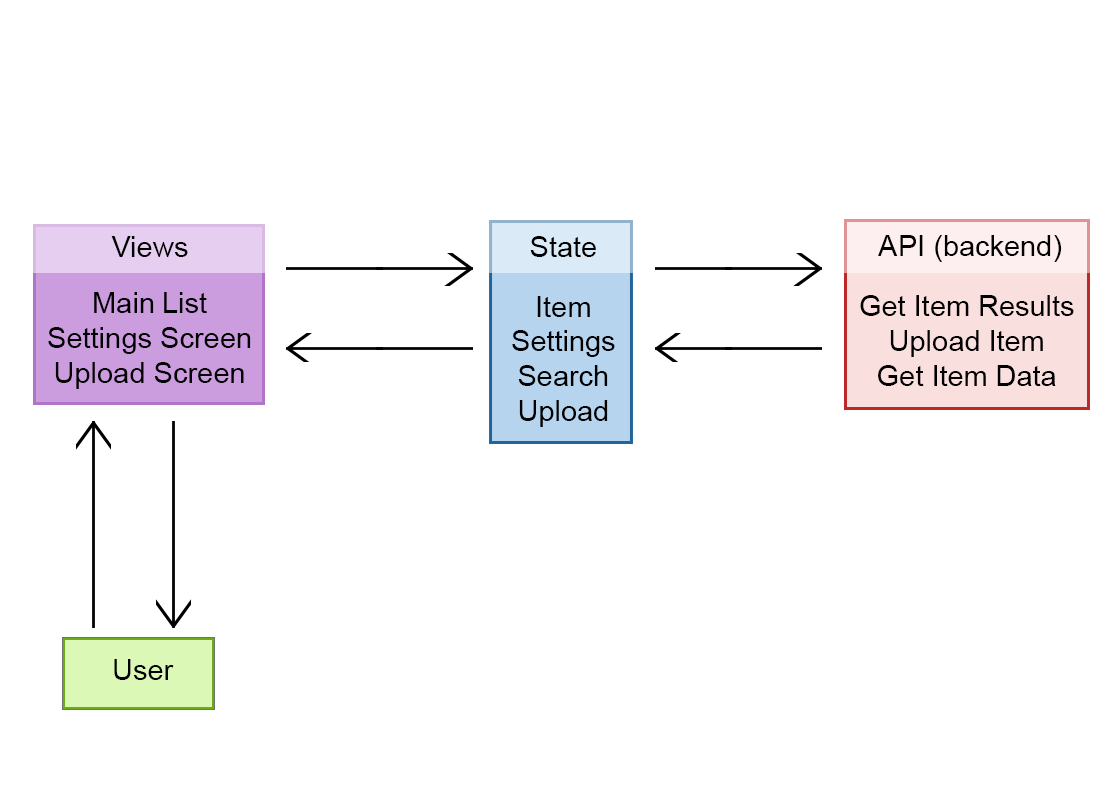 Views
Main List
Settings Screen
Upload Screen
State
Item
Settings
Search
Upload
API (backend)
Get Item Results
Upload Item
Get Item Data
User